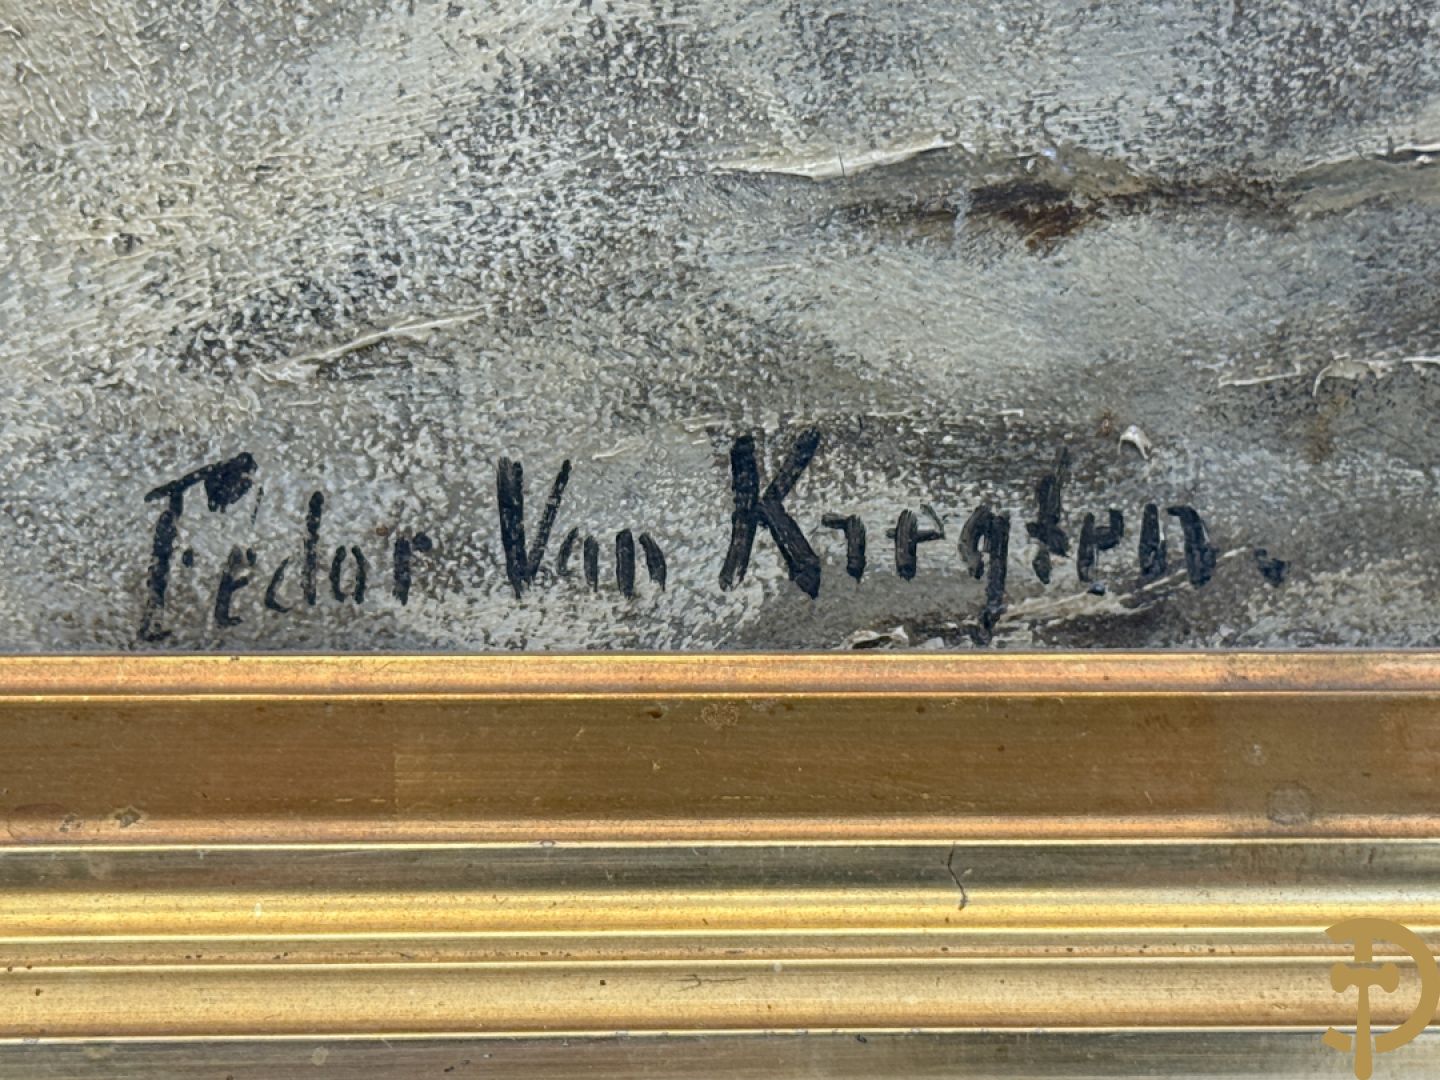 Fedor Van Kregten.